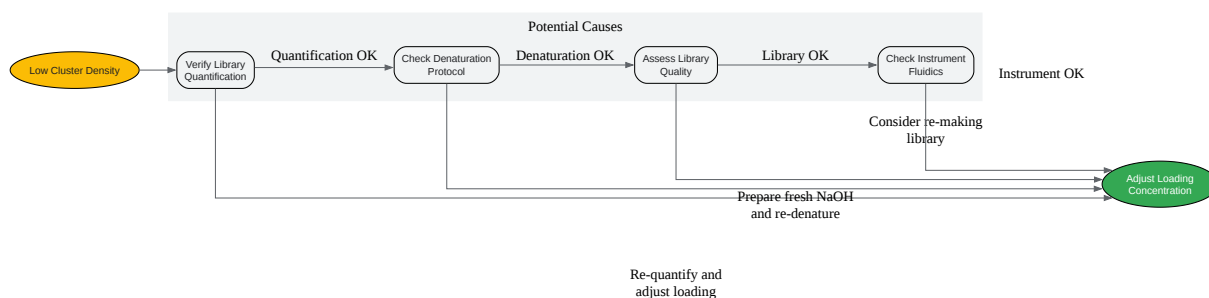 Potential Causes
Low Cluster Density
Verify Library
Quantification
Quantification OK
Check Denaturation
Protocol
Denaturation OK
Assess Library
Quality
Library OK
Check Instrument
Fluidics
Instrument OK
Consider re-making
library
Adjust Loading
Concentration
Prepare fresh NaOH
and re-denature
Re-quantify and
adjust loading